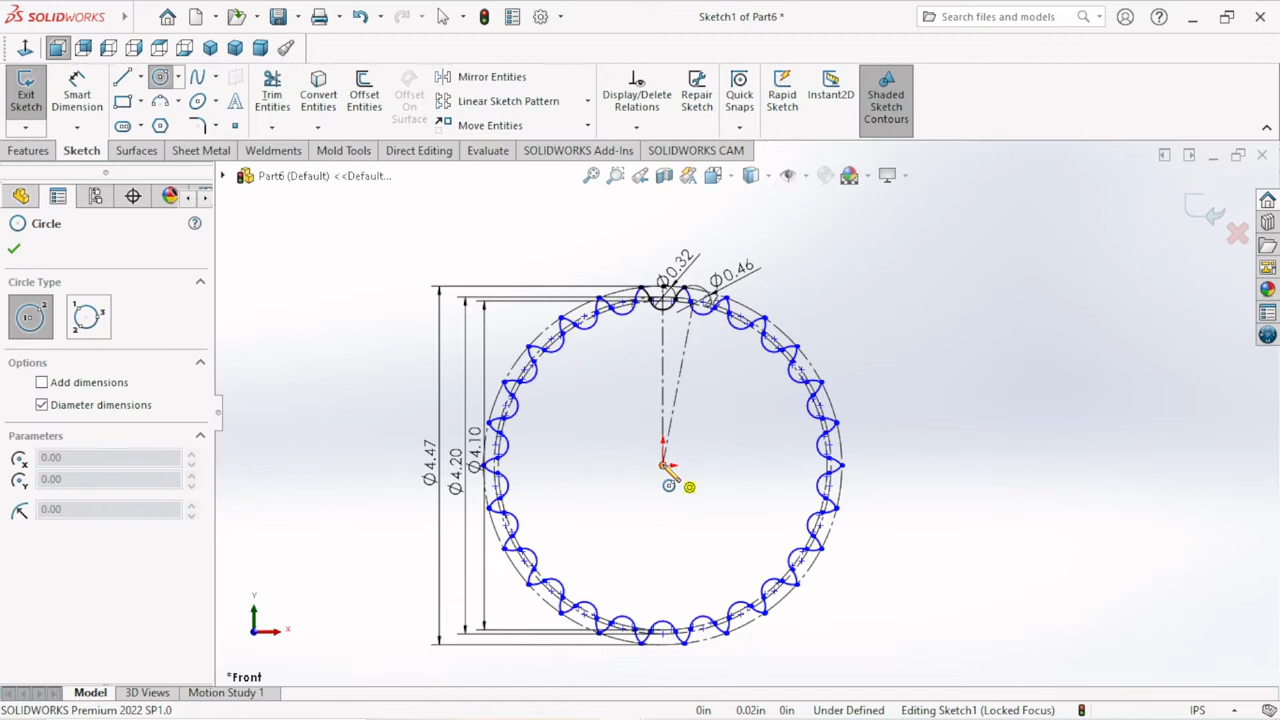 SOLIDWORKS
Sketch1 of Part6 *
Search files and models
Exit Sketch
Smart Dimension
Trim Entities
Convert Entities
Offset Entities
Offset On Surface
Mirror Entities
Linear Sketch Pattern
Move Entities
Display/Delete Relations
Repair Sketch
Quick Snaps
Rapid Sketch
Instant2D
Shaded Sketch Contours
Features
Sketch
Surfaces
Sheet Metal
Weldments
Mold Tools
Direct Editing
Evaluate
SOLIDWORKS Add-Ins
SOLIDWORKS CAM
Part6 (Default) <<Default...
Circle
Circle Type
Options
Add dimensions
Diameter dimensions
Parameters
0.00
0.00
0.00
Ø0.32
Ø0.46
Ø4.47
Ø4.20
Ø4.10
Y
X
*Front
Model
3D Views
Motion Study 1
SOLIDWORKS Premium 2022 SP1.0
0in
0.02in
0in
Under Defined
Editing Sketch1 (Locked Focus)
IPS